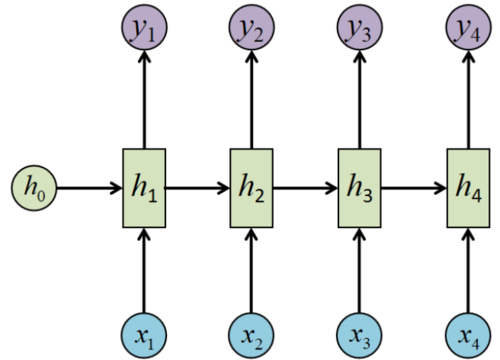 y₁ y₂ y₃ y₄
h₀ h₁ h₂ h₃ h₄
x₁ x₂ x₃ x₄